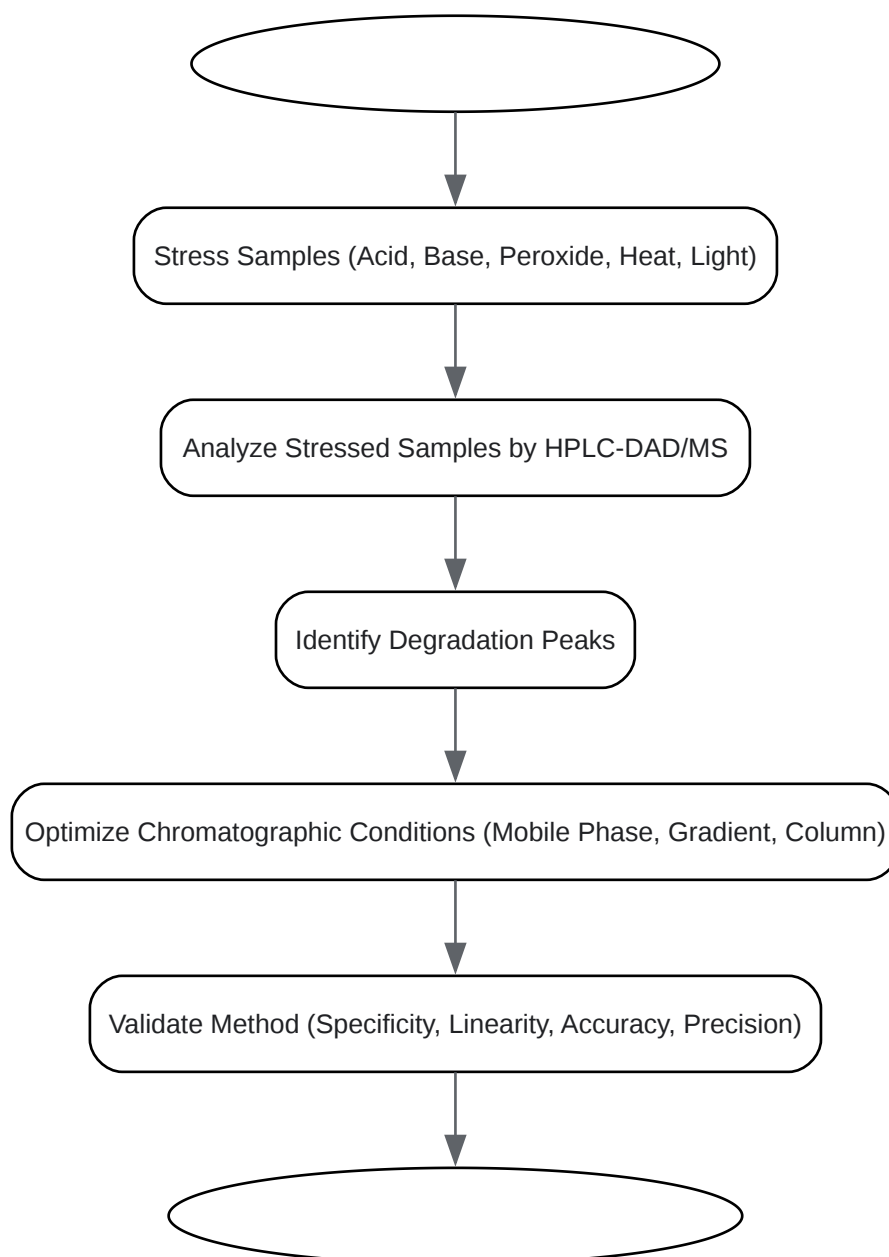 Stress Samples (Acid, Base, Peroxide, Heat, Light)
Analyze Stressed Samples by HPLC-DAD/MS
Identify Degradation Peaks
Optimize Chromatographic Conditions (Mobile Phase, Gradient, Column)
Validate Method (Specificity, Linearity, Accuracy, Precision)